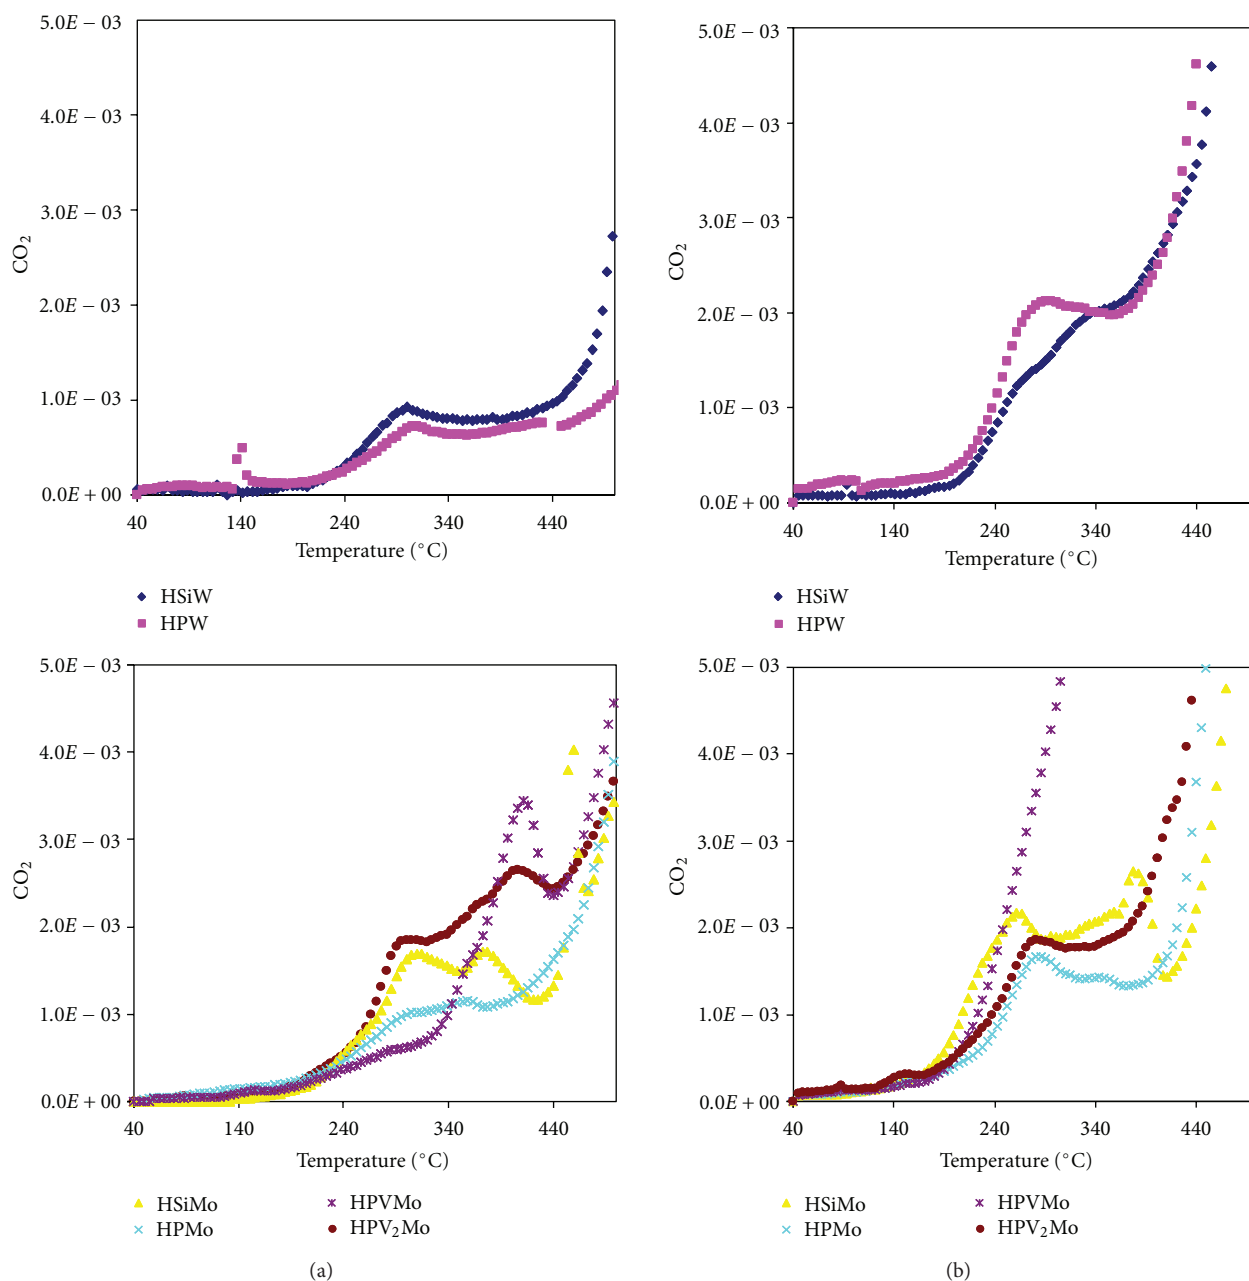 5.0E − 03
4.0E − 03
3.0E − 03
2.0E − 03
1.0E − 03
0.0E + 00
CO2
40 140 240 340 440
Temperature (°C)
HSiW
HPW
5.0E − 03
4.0E − 03
3.0E − 03
2.0E − 03
1.0E − 03
0.0E + 00
CO2
40 140 240 340 440
Temperature (°C)
HSiW
HPW
5.0E − 03
4.0E − 03
3.0E − 03
2.0E − 03
1.0E − 03
0.0E + 00
CO2
40 140 240 340 440
Temperature (°C)
HSiMo HPVMo
HPMo HPV2Mo
(a)
5.0E − 03
4.0E − 03
3.0E − 03
2.0E − 03
1.0E − 03
0.0E + 00
CO2
40 140 240 340 440
Temperature (°C)
HSiMo HPVMo
HPMo HPV2Mo
(b)